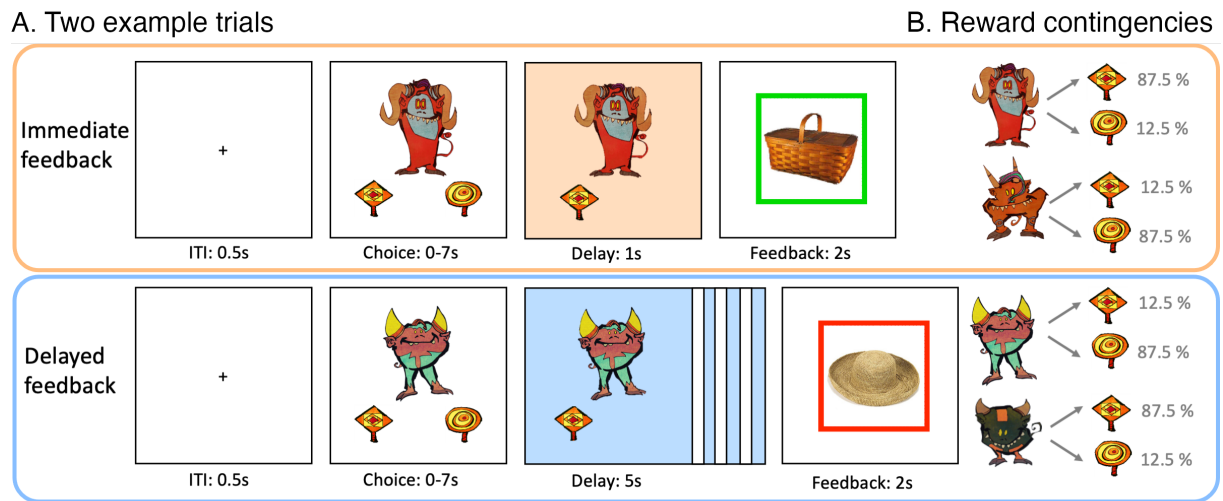 A. Two example trials
B. Reward contingencies
Immediate
feedback
+
ITI: 0.5s
Choice: 0-7s
Delay: 1s
Feedback: 2s
87.5 %
12.5 %
12.5 %
87.5 %
Delayed
feedback
+
ITI: 0.5s
Choice: 0-7s
Delay: 5s
Feedback: 2s
12.5 %
87.5 %
87.5 %
12.5 %